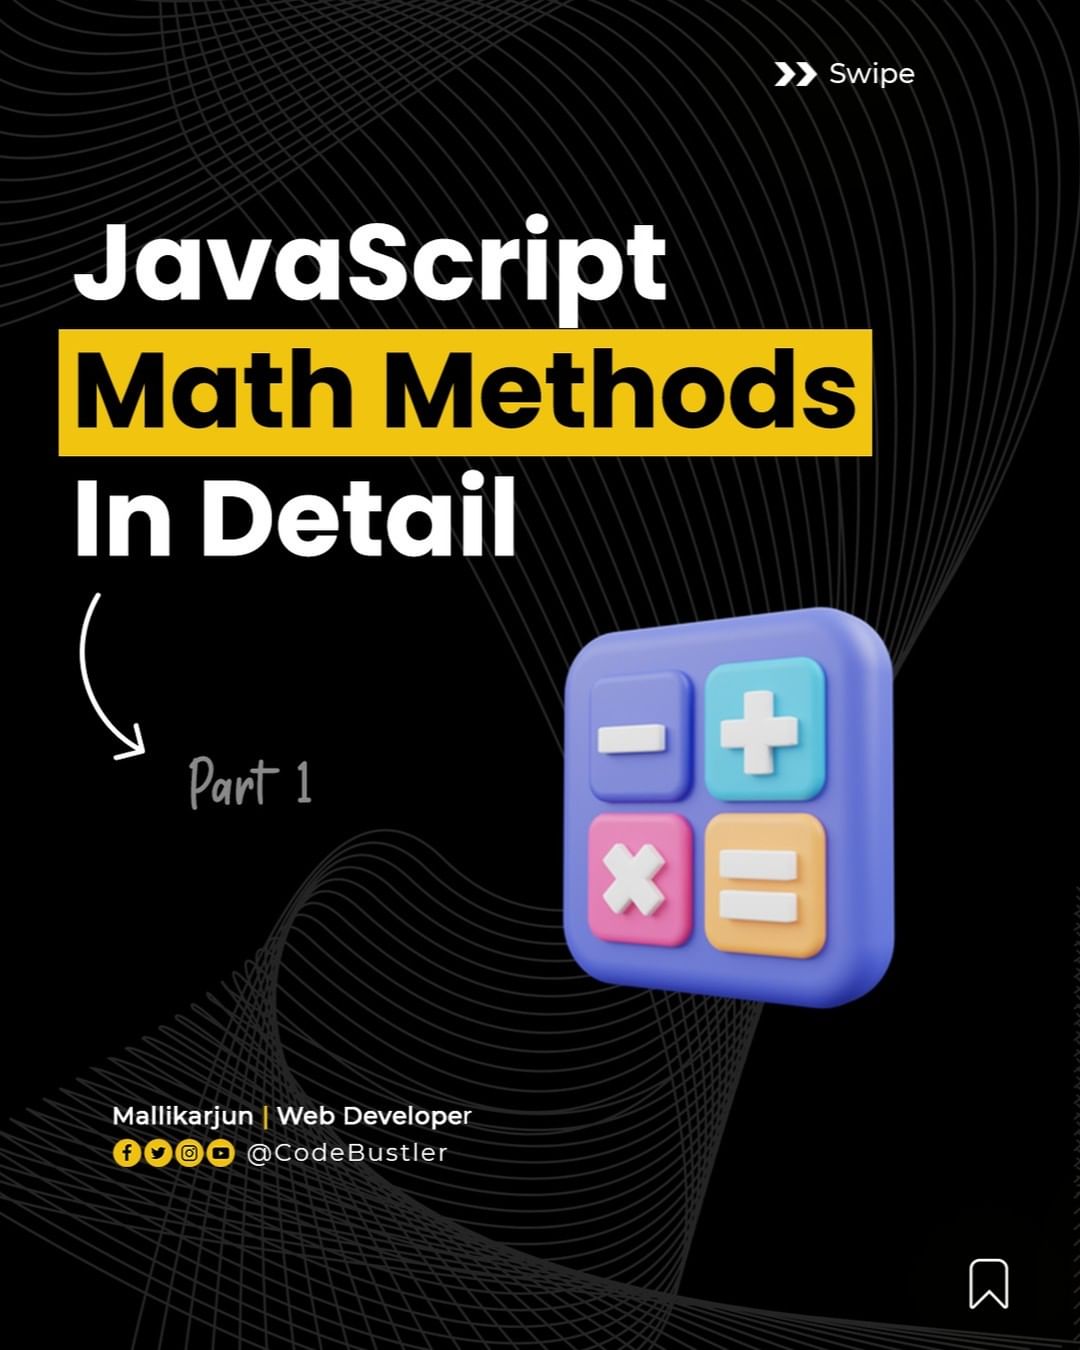 Swipe
JavaScript
Math Methods
In Detail
Part 1
Mallikarjun | Web Developer
@CodeBustler